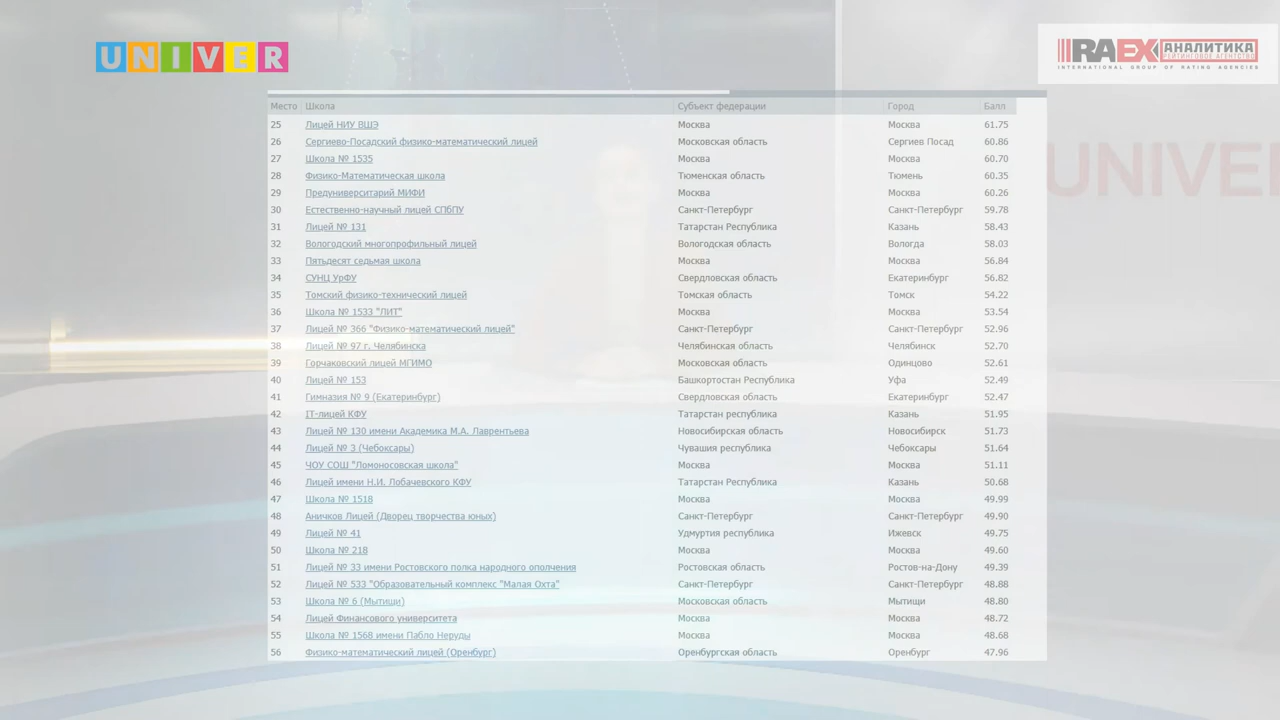 UNIVER
RAEX АНАЛИТИКА
РЕЙТИНГОВОЕ АГЕНТСТВО
INTERNATIONAL GROUP OF RATING AGENCIES
UNIVE
Место Школа Субъект федерации Город Балл
25 Лицей НИУ ВШЭ Москва Москва 61.75
26 Сергиево-Посадский физико-математический лицей Московская область Сергиев Посад 60.86
27 Школа № 1535 Москва Москва 60.70
28 Физико-Математическая школа Тюменская область Тюмень 60.35
29 Предуниверситарий МИФИ Москва Москва 60.26
30 Естественно-научный лицей СПбПУ Санкт-Петербург Санкт-Петербург 59.78
31 Лицей № 131 Татарстан Республика Казань 58.43
32 Вологодский многопрофильный лицей Вологодская область Вологда 58.03
33 Пятьдесят седьмая школа Москва Москва 56.84
34 СУНЦ УрФУ Свердловская область Екатеринбург 56.82
35 Томский физико-технический лицей Томская область Томск 54.22
36 Школа № 1533 "ЛИТ" Москва Москва 53.54
37 Лицей № 366 "Физико-математический лицей" Санкт-Петербург Санкт-Петербург 52.96
38 Лицей № 97 г. Челябинска Челябинская область Челябинск 52.70
39 Горчаковский лицей МГИМО Московская область Одинцово 52.61
40 Лицей № 153 Башкортостан Республика Уфа 52.49
41 Гимназия № 9 (Екатеринбург) Свердловская область Екатеринбург 52.47
42 IT-лицей КФУ Татарстан республика Казань 51.95
43 Лицей № 130 имени Академика М.А. Лаврентьева Новосибирская область Новосибирск 51.73
44 Лицей № 3 (Чебоксары) Чувашия республика Чебоксары 51.64
45 ЧОУ СОШ "Ломоносовская школа" Москва Москва 51.11
46 Лицей имени Н.И. Лобачевского КФУ Татарстан Республика Казань 50.68
47 Школа № 1518 Москва Москва 49.99
48 Аничков Лицей (Дворец творчества юных) Санкт-Петербург Санкт-Петербург 49.90
49 Лицей № 41 Удмуртия республика Ижевск 49.75
50 Школа № 218 Москва Москва 49.60
51 Лицей № 33 имени Ростовского полка народного ополчения Ростовская область Ростов-на-Дону 49.39
52 Лицей № 533 "Образовательный комплекс "Малая Охта" Санкт-Петербург Санкт-Петербург 48.88
53 Школа № 6 (Мытищи) Московская область Мытищи 48.80
54 Лицей Финансового университета Москва Москва 48.72
55 Школа № 1568 имени Пабло Неруды Москва Москва 48.68
56 Физико-математический лицей (Оренбург) Оренбургская область Оренбург 47.96